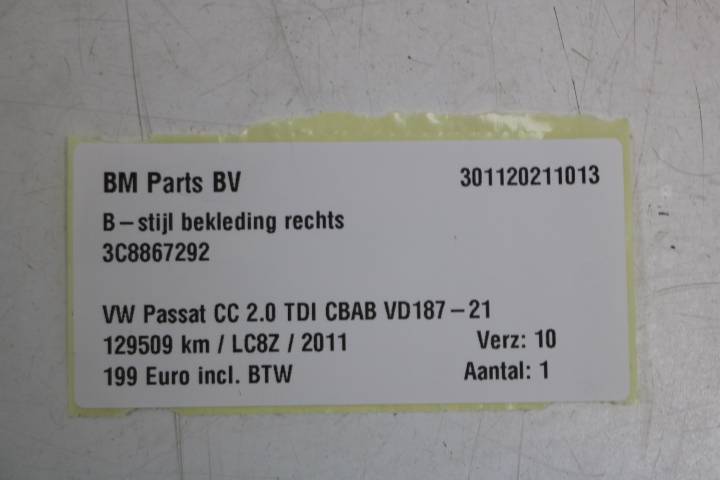 BM Parts BV 301120211013
B-stijl bekleding rechts
3C8867292
VW Passat CC 2.0 TDI CBAB VD187-21
129509 km / LC8Z / 2011 Verz: 10
199 Euro incl. BTW Aantal: 1